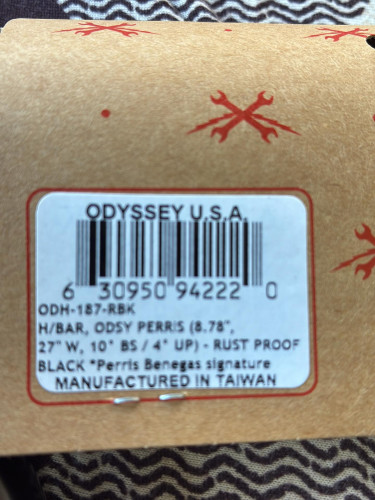 ODYSSEY U.S.A.
6 30950 94222 0
ODH-187-RBK
H/BAR, ODSY PERRIS (8.78",
27" W, 10° BS / 4° UP) - RUST PROOF
BLACK *Perris Benegas signature
MANUFACTURED IN TAIWAN